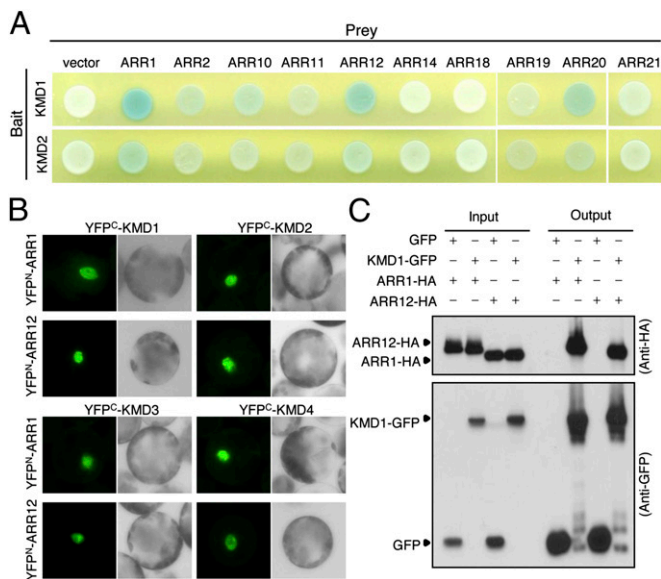 A
Prey
vector ARR1 ARR2 ARR10 ARR11 ARR12 ARR14 ARR18 ARR19 ARR20 ARR21
Bait
KMD1
KMD2
B
YFPC-KMD1 YFPC-KMD2
YFPN-ARR1
YFPN-ARR12
YFPC-KMD3 YFPC-KMD4
YFPN-ARR1
YFPN-ARR12
C
Input Output
GFP + – + – + – + –
KMD1-GFP – + – + – + – +
ARR1-HA + + – – + + – –
ARR12-HA – – + + – – + +
ARR12-HA
ARR1-HA
(Anti-HA)
KMD1-GFP
GFP
(Anti-GFP)